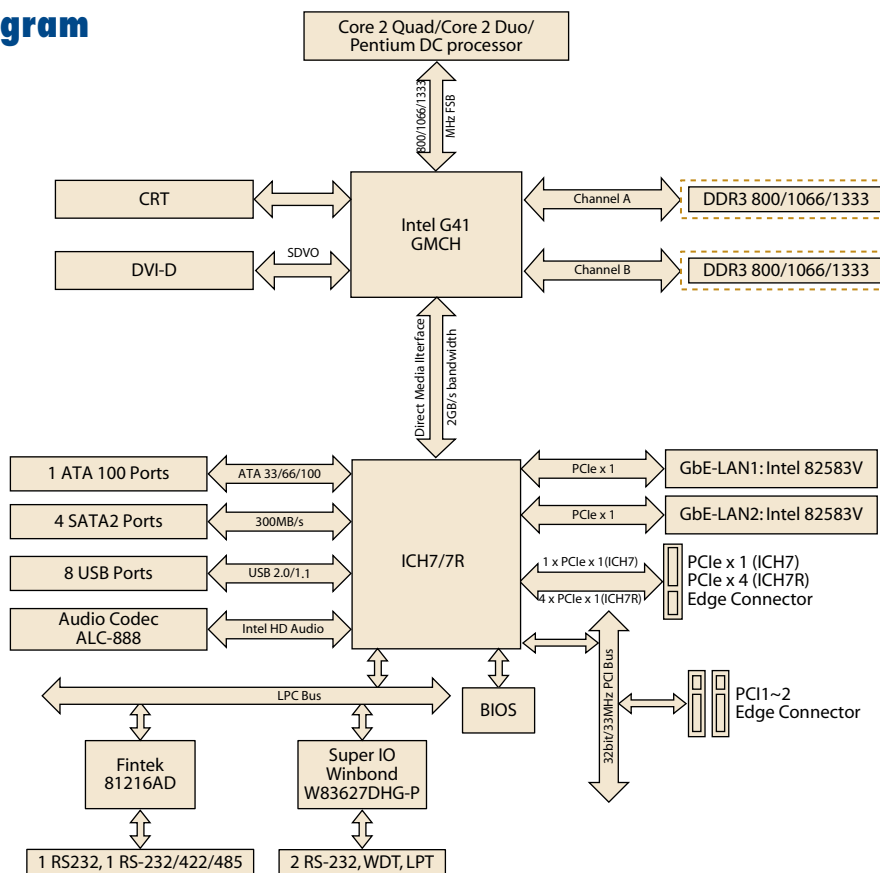 gram
Core 2 Quad/Core 2 Duo/
Pentium DC processor
800/1066/1333
MHz FSB
CRT
Intel G41
GMCH
Channel A
DDR3 800/1066/1333
DVI-D
SDVO
Channel B
DDR3 800/1066/1333
Direct Media IIterface
2GB/s bandwidth
1 ATA 100 Ports
ATA 33/66/100
PCIe x 1
GbE-LAN1: Intel 82583V
4 SATA2 Ports
300MB/s
PCIe x 1
GbE-LAN2: Intel 82583V
ICH7/7R
8 USB Ports
USB 2.0/1.1
1 x PCIe x 1(ICH7)
4 x PCIe x 1(ICH7R)
PCIe x 1 (ICH7)
PCIe x 4 (ICH7R)
Edge Connector
Audio Codec
ALC-888
Intel HD Audio
LPC Bus
BIOS
32bit/33MHz PCI Bus
PCI1~2
Edge Connector
Fintek
81216AD
Super IO
Winbond
W83627DHG-P
1 RS232, 1 RS-232/422/485
2 RS-232, WDT, LPT